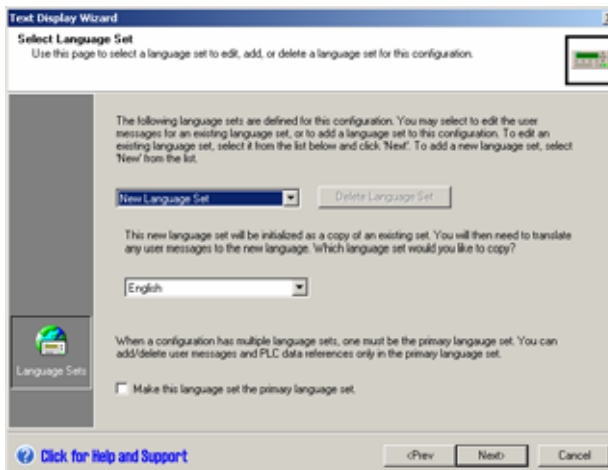 Text Display Wizard
Select Language Set
Use this page to select a language set to edit, add, or delete a language set for this configuration.
The following language sets are defined for this configuration. You may select to edit the user
messages for an existing language set, or to add a language set to this configuration. To edit an
existing language set, select it from the list below and click 'Next'. To add a new language set, select
'New' from the list.
New Language Set
Delete Language Set
This new language set will be initialized as a copy of an existing set. You will then need to translate
any user messages to the new language. Which language set would you like to copy?
English
Language Sets
When a configuration has multiple language sets, one must be the primary langauge set. You can
add/delete user messages and PLC data references only in the primary language set.
Make this language set the primary language set.
Click for Help and Support
<Prev
Next>
Cancel